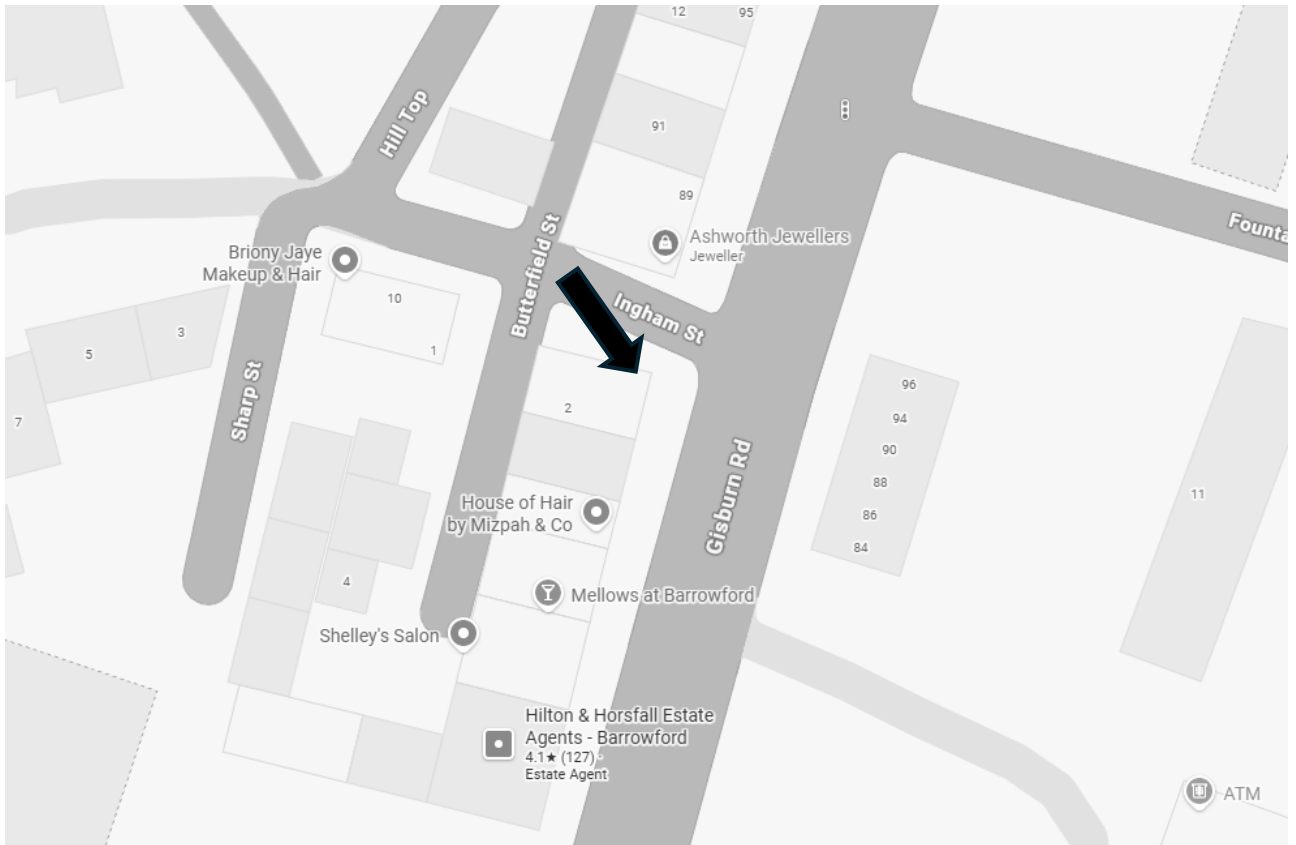 12
95
Hill Top
91
89
Ashworth Jewellers
Jeweller
Founta
Briony Jaye
Makeup & Hair
10
1
Butterfield St
Ingham St
3
5
7
Sharp St
2
96
94
90
88
86
84
Gisburn Rd
11
House of Hair
by Mizpah & Co
4
Mellows at Barrowford
Shelley's Salon
Hilton & Horsfall Estate
Agents - Barrowford
4.1★ (127) ·
Estate Agent
ATM